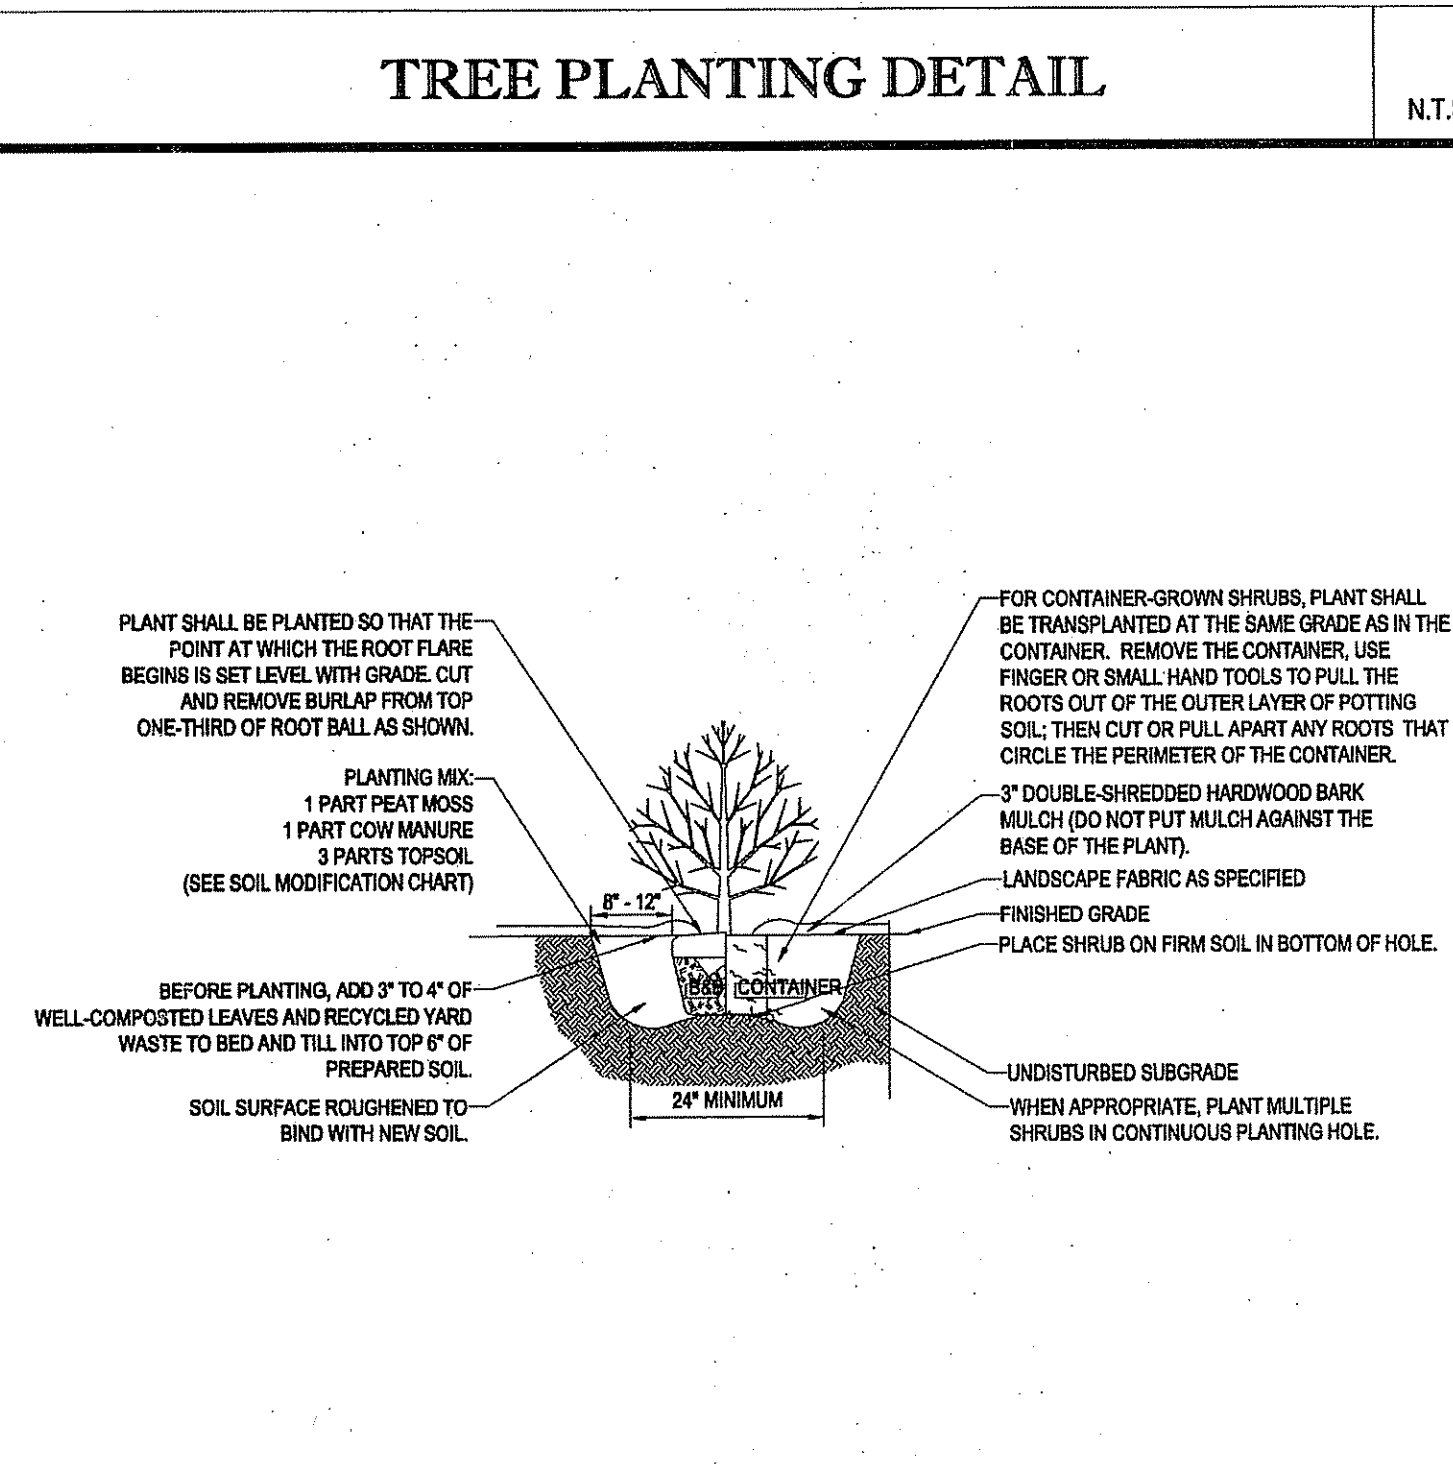 TREE PLANTING DETAIL
N.T.
PLANT SHALL BE PLANTED SO THAT THE
POINT AT WHICH THE ROOT FLARE
BEGINS IS SET LEVEL WITH GRADE. CUT
AND REMOVE BURLAP FROM TOP
ONE-THIRD OF ROOT BALL AS SHOWN.
PLANTING MIX:
1 PART PEAT MOSS
1 PART COW MANURE
3 PARTS TOPSOIL
(SEE SOIL MODIFICATION CHART)
8" - 12"
BEFORE PLANTING, ADD 3" TO 4" OF
WELL-COMPOSTED LEAVES AND RECYCLED YARD
WASTE TO BED AND TILL INTO TOP 6" OF
PREPARED SOIL.
SOIL SURFACE ROUGHENED TO
BIND WITH NEW SOIL.
B&B
CONTAINER
24" MINIMUM
FOR CONTAINER-GROWN SHRUBS, PLANT SHALL
BE TRANSPLANTED AT THE SAME GRADE AS IN THE
CONTAINER. REMOVE THE CONTAINER, USE
FINGER OR SMALL HAND TOOLS TO PULL THE
ROOTS OUT OF THE OUTER LAYER OF POTTING
SOIL; THEN CUT OR PULL APART ANY ROOTS THAT
CIRCLE THE PERIMETER OF THE CONTAINER.
3" DOUBLE-SHREDDED HARDWOOD BARK
MULCH (DO NOT PUT MULCH AGAINST THE
BASE OF THE PLANT).
LANDSCAPE FABRIC AS SPECIFIED
FINISHED GRADE
PLACE SHRUB ON FIRM SOIL IN BOTTOM OF HOLE.
UNDISTURBED SUBGRADE
WHEN APPROPRIATE, PLANT MULTIPLE
SHRUBS IN CONTINUOUS PLANTING HOLE.